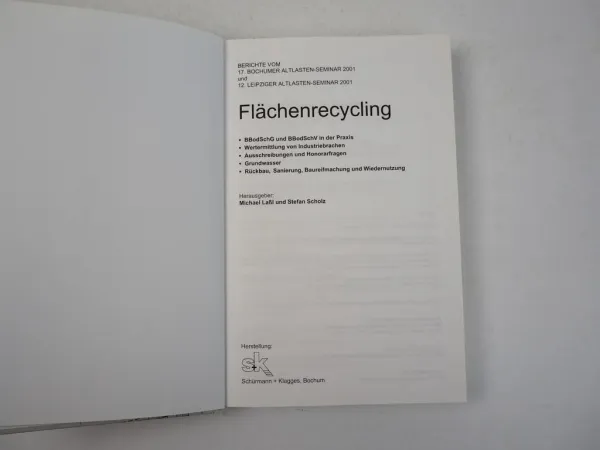 BERICHTE VOM
17. BOCHUMER ALTLASTEN-SEMINAR 2001
und
12. LEIPZIGER ALTLASTEN-SEMINAR 2001
Flächenrecycling
• BBodSchG und BBodSchV in der Praxis
• Wertermittlung von Industriebrachen
• Ausschreibungen und Honorarfragen
• Grundwasser
• Rückbau, Sanierung, Baureifmachung und Wiedernutzung
Herausgeber:
Michael Laßl und Stefan Scholz
Herstellung:
s+k
Schürmann + Klagges, Bochum